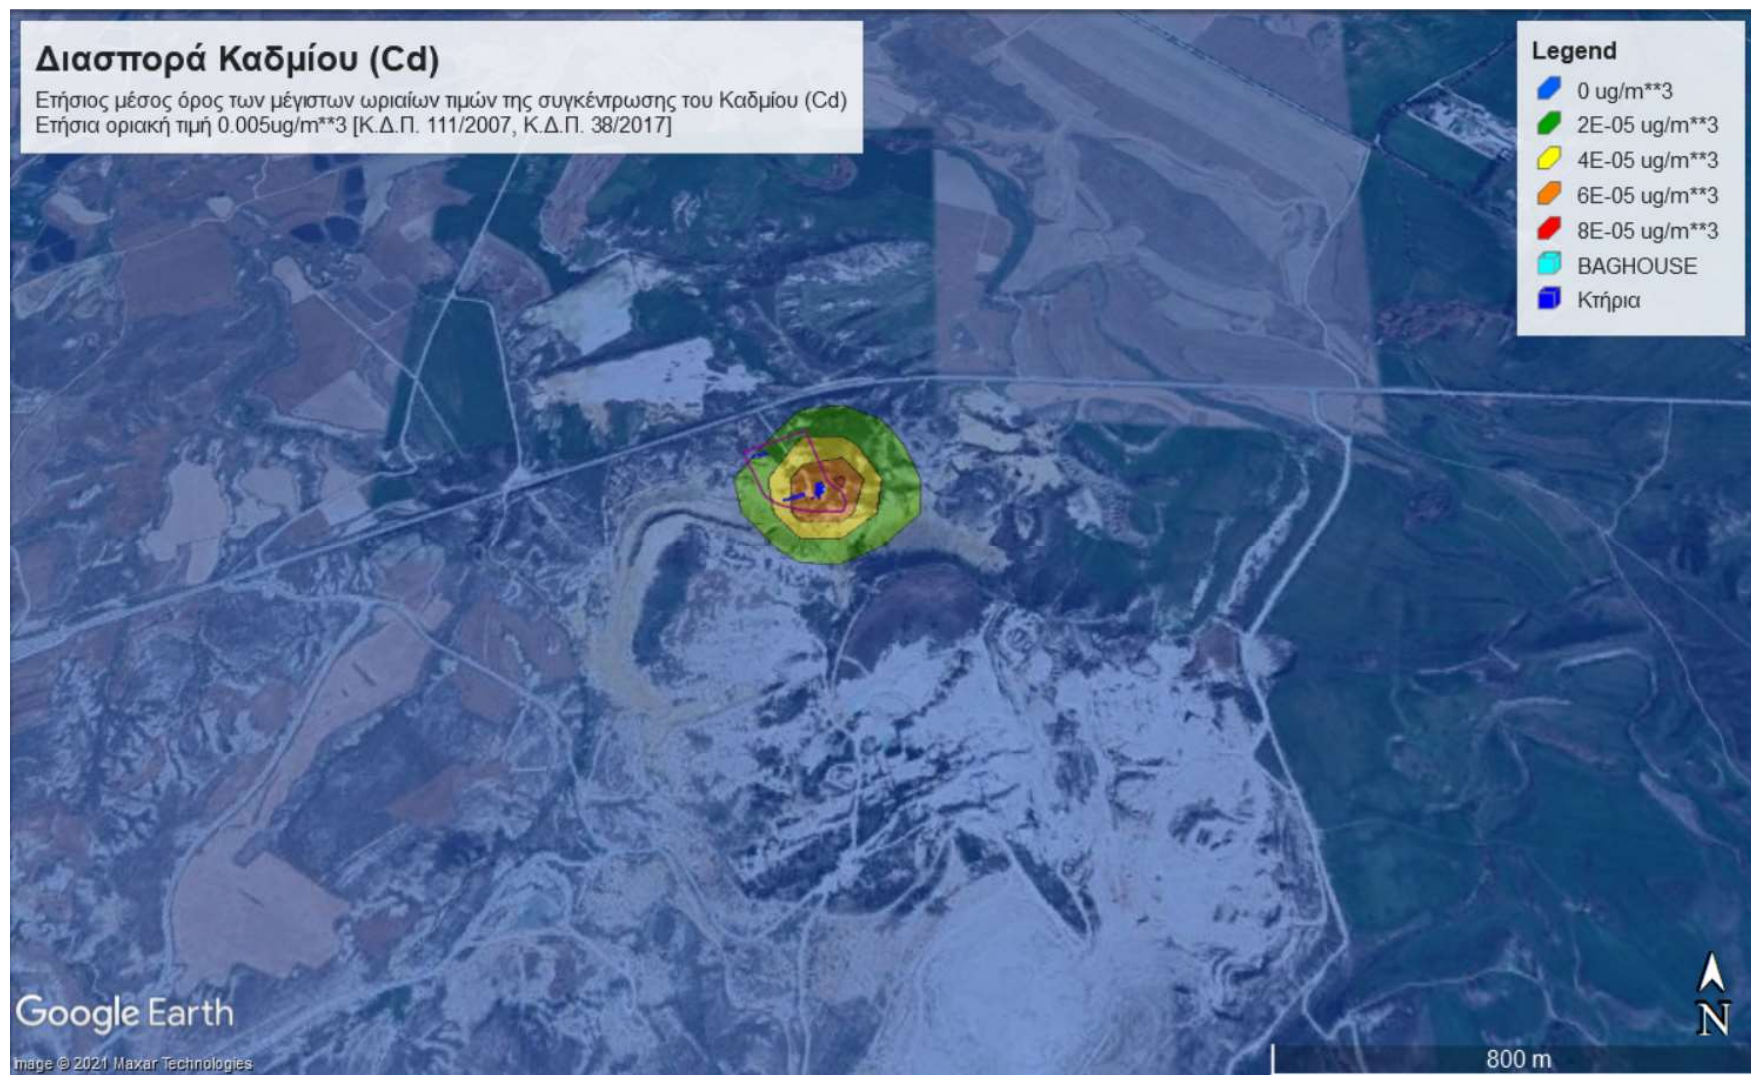 Διασπορά Καδμίου (Cd)
Ετήσιος μέσος όρος των μέγιστων ωριαίων τιμών της συγκέντρωσης του Καδμίου (Cd)
Ετήσια οριακή τιμή 0.005ug/m**3 [Κ.Δ.Π. 111/2007, Κ.Δ.Π. 38/2017]
Legend
0 ug/m**3
2E-05 ug/m**3
4E-05 ug/m**3
6E-05 ug/m**3
8E-05 ug/m**3
BAGHOUSE
Κτήρια
Google Earth
Image © 2021 Maxar Technologies
N
800 m